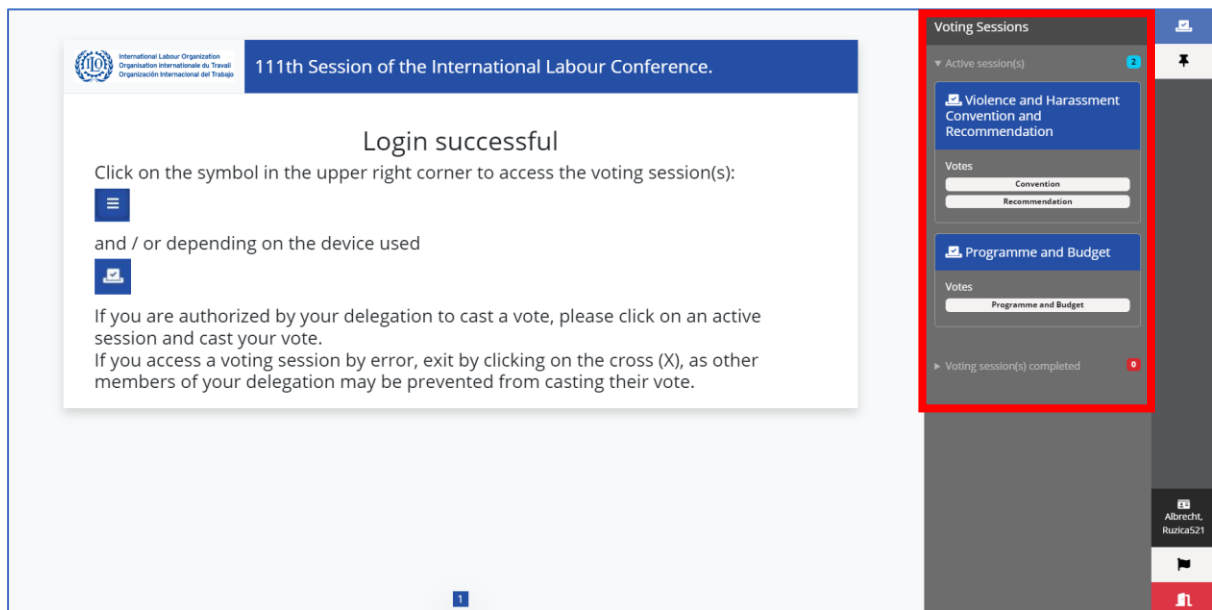 International Labour Organization
Organisation internationale du Travail
Organización Internacional del Trabajo
111th Session of the International Labour Conference.
Login successful
Click on the symbol in the upper right corner to access the voting session(s):
and / or depending on the device used
If you are authorized by your delegation to cast a vote, please click on an active
session and cast your vote.
If you access a voting session by error, exit by clicking on the cross (X), as other
members of your delegation may be prevented from casting their vote.
1
Voting Sessions
▼ Active session(s) 2
Violence and Harassment
Convention and
Recommendation
Votes
Convention
Recommendation
Programme and Budget
Votes
Programme and Budget
► Voting session(s) completed 0
Albrecht,
Ruzica521